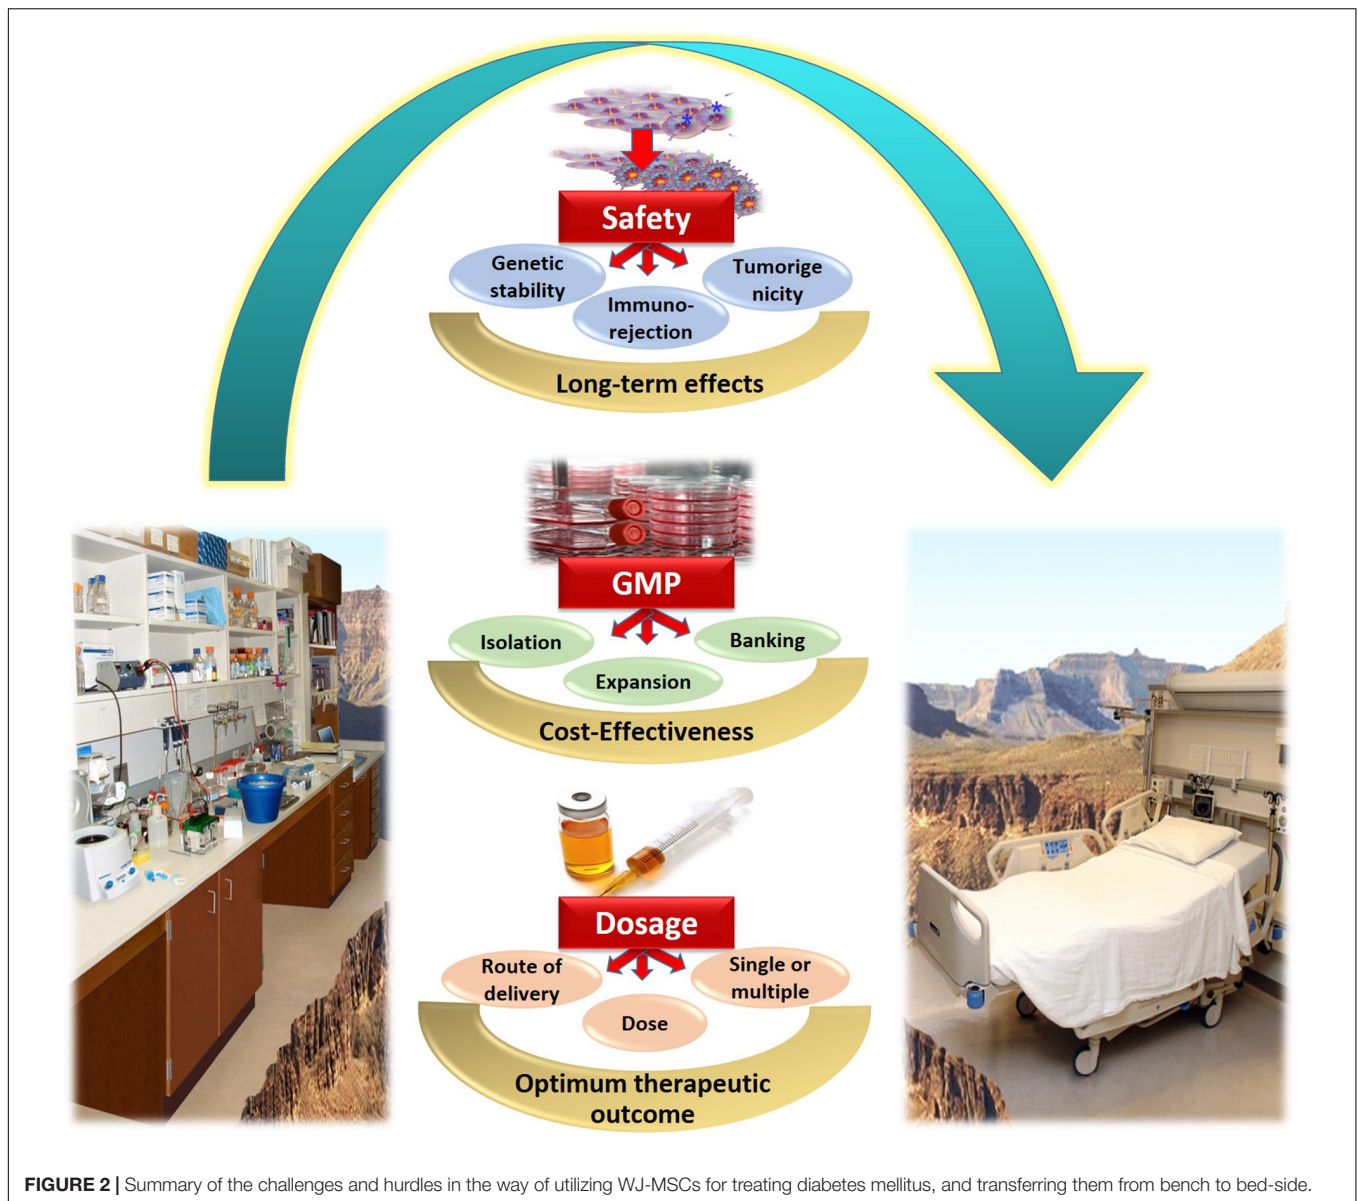 Safety
Genetic
stability
Immuno-
rejection
Tumorige
nicity
Long-term effects
GMP
Isolation
Expansion
Banking
Cost-Effectiveness
Dosage
Route of
delivery
Dose
Single or
multiple
Optimum therapeutic
outcome
FIGURE 2 | Summary of the challenges and hurdles in the way of utilizing WJ-MSCs for treating diabetes mellitus, and transferring them from bench to bed-side.